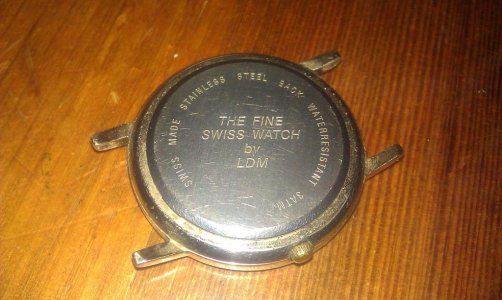 THE FINE
SWISS WATCH
by
LDM
SWISS MADE STAINLESS STEEL BACK WATERRESISTANT 3ATM